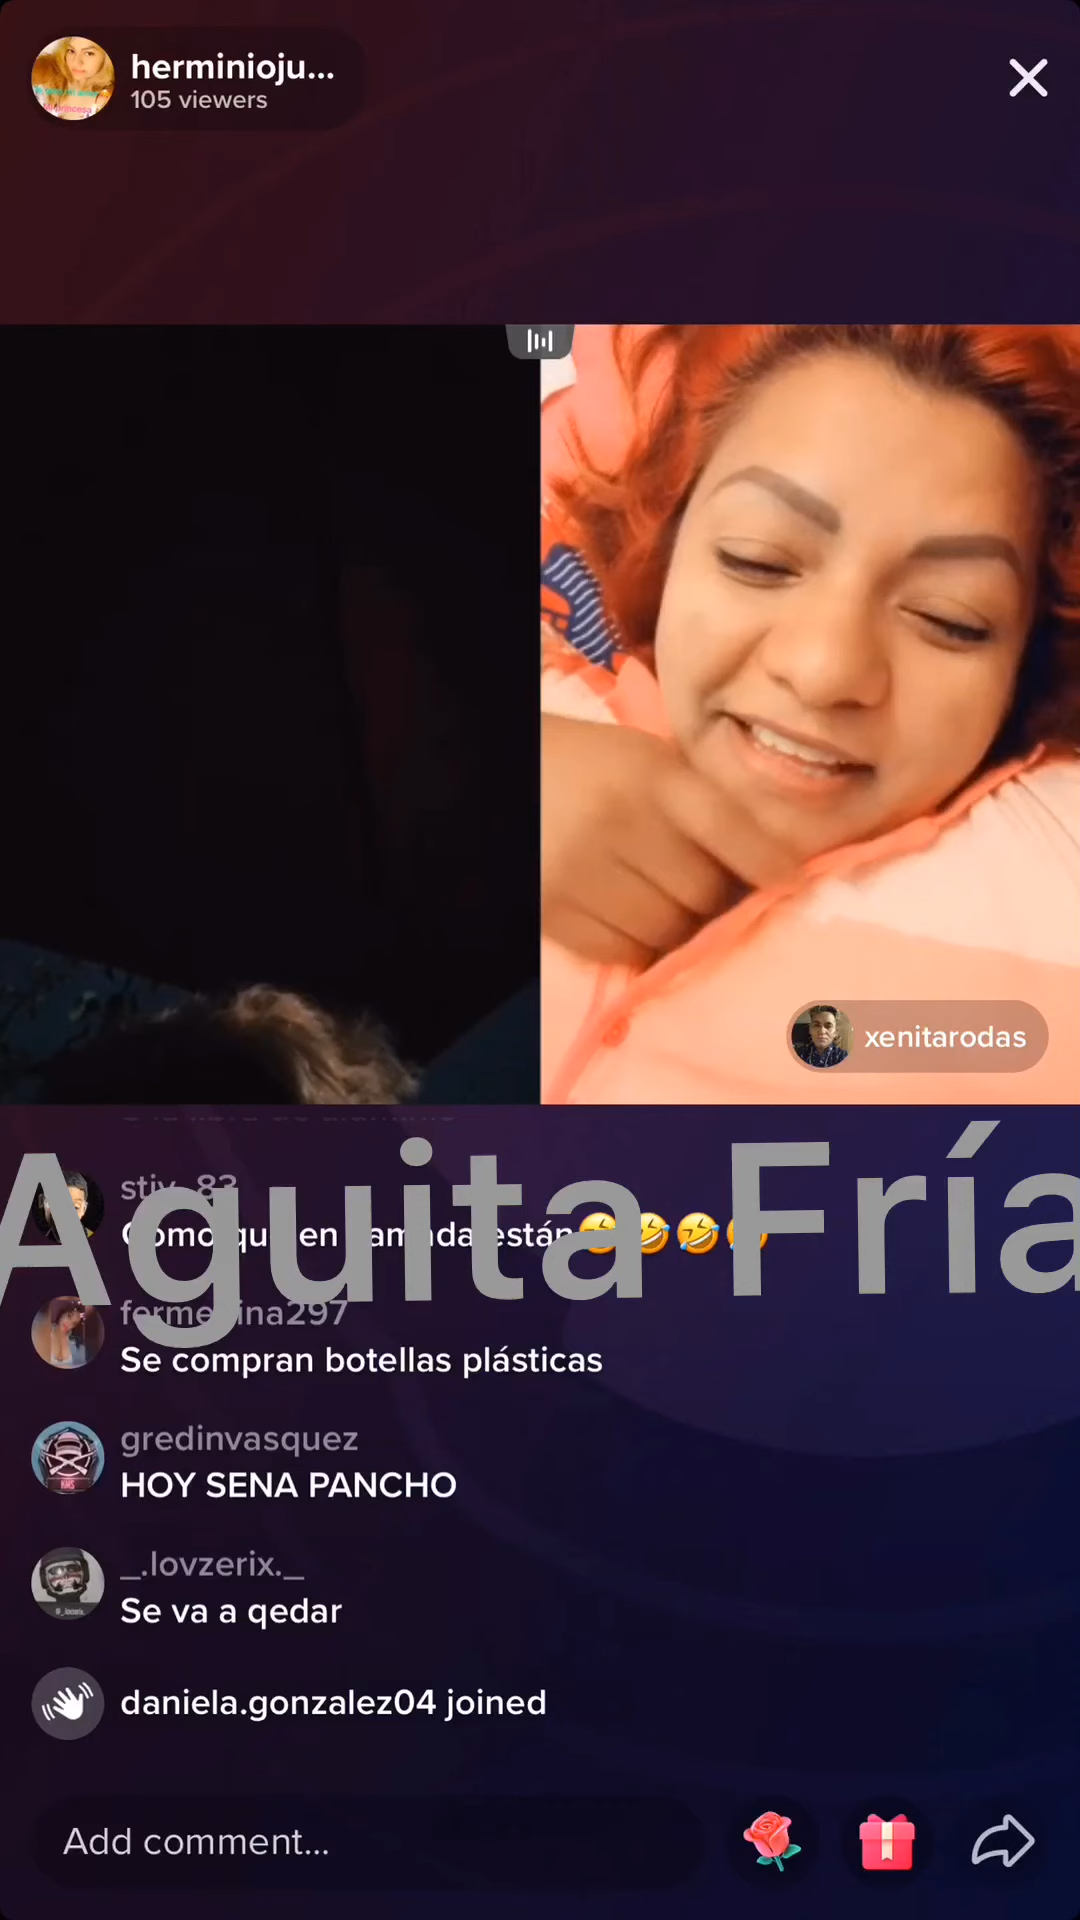 herminioju...
105 viewers
xenitarodas
Aguita Fría
stiv_83
están🤣🤣🤣🤣
Se compran botellas plásticas
gredinvasquez
HOY SENA PANCHO
_.lovzerix._
Se va a qedar
daniela.gonzalez04 joined
Add comment...